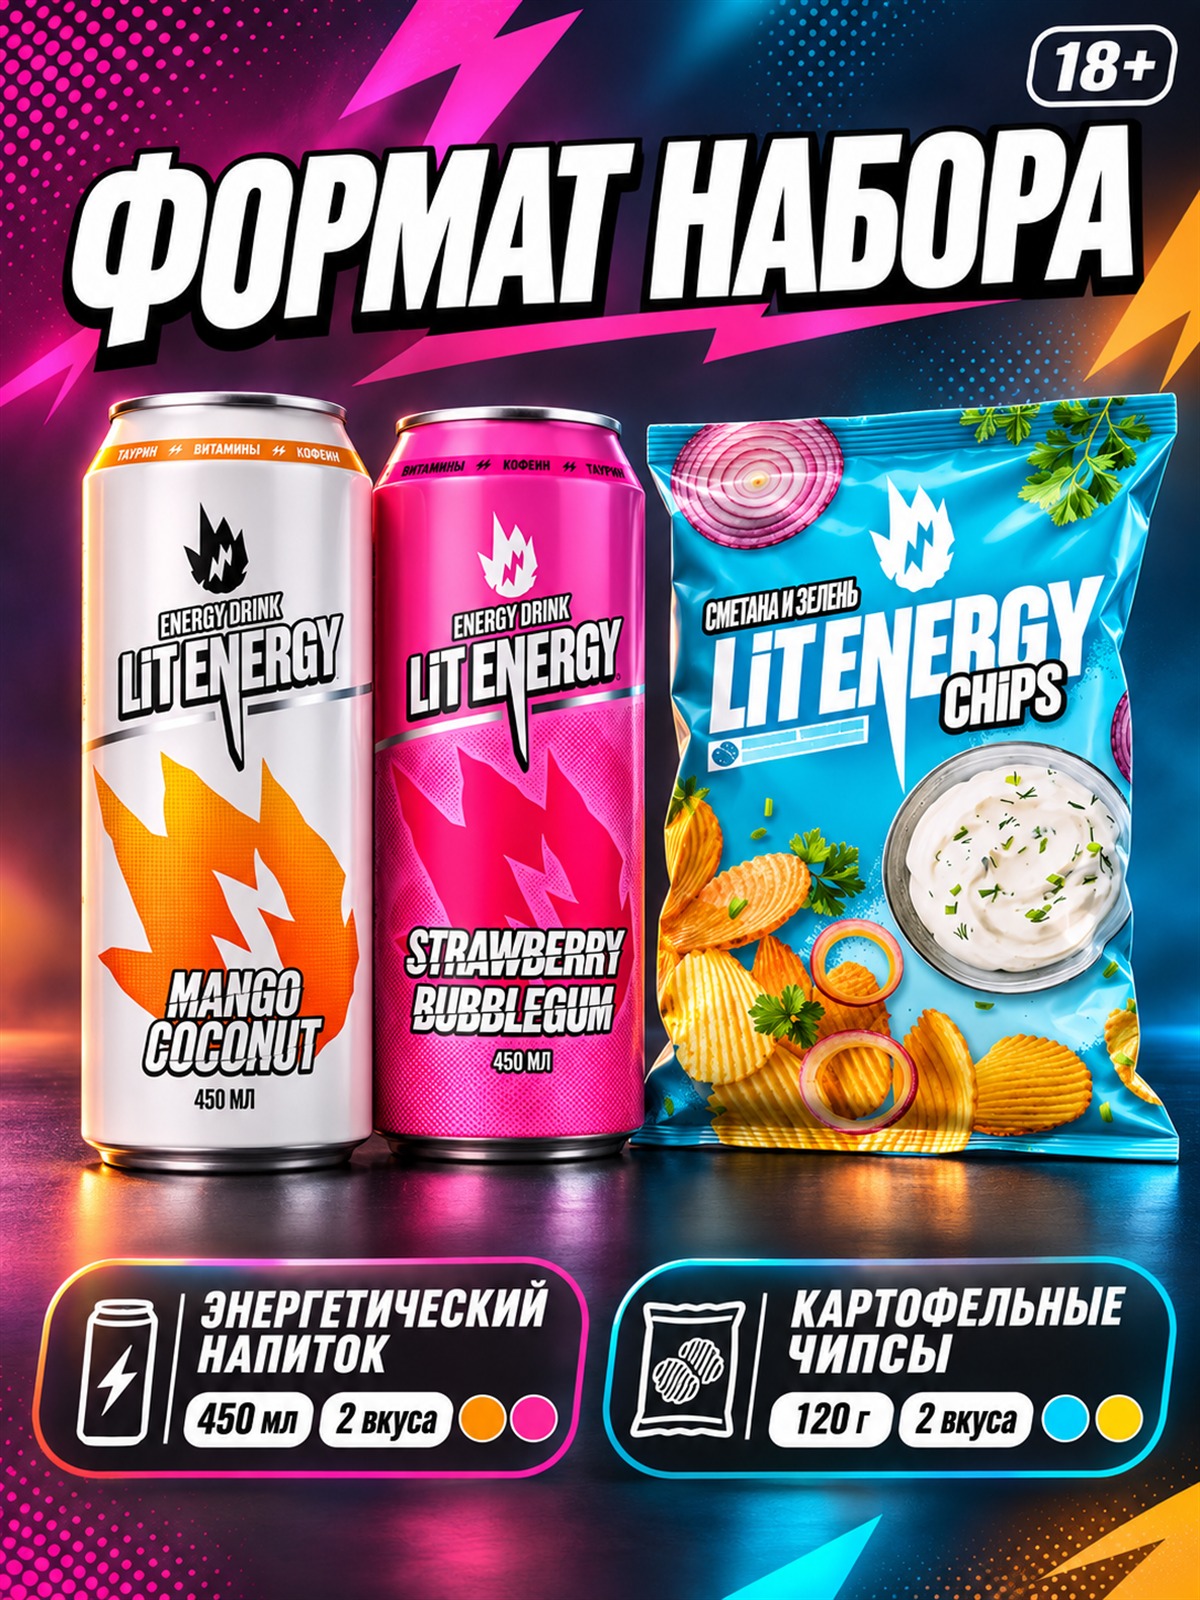 18+
ФОРМАТ НАБОРА
ТАУРИН ВИТАМИНЫ КОФЕИН
ENERGY DRINK
LiT ENERGY
MANGO
COCONUT
450 МЛ
ВИТАМИНЫ КОФЕИН ТАУРИН
ENERGY DRINK
LiT ENERGY
STRAWBERRY
BUBBLEGUM
450 МЛ
СМЕТАНА И ЗЕЛЕНЬ
LiT ENERGY
CHiPS
ЭНЕРГЕТИЧЕСКИЙ
НАПИТОК
450 мл 2 вкуса
КАРТОФЕЛЬНЫЕ
ЧИПСЫ
120 г 2 вкуса